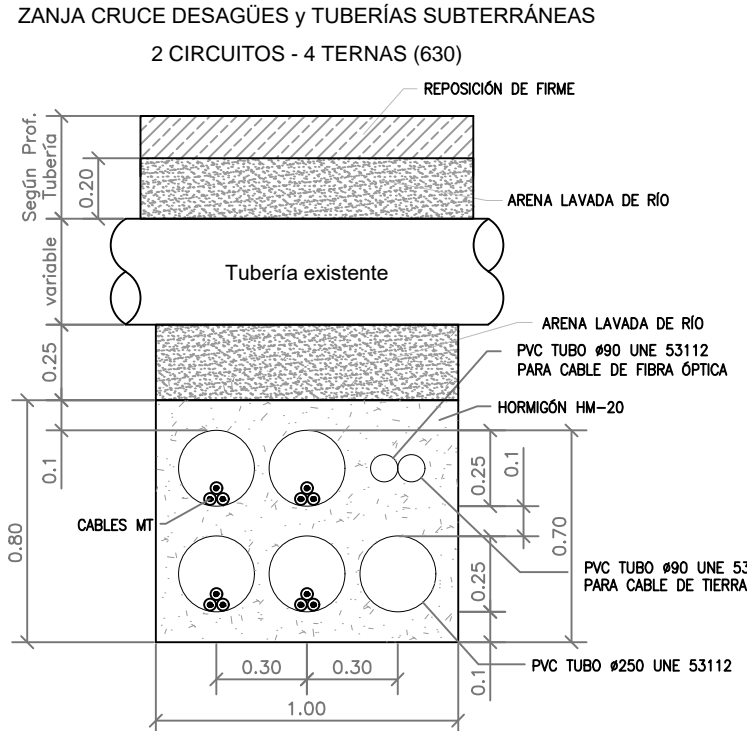 ZANJA CRUCE DESAGÜES y TUBERÍAS SUBTERRÁNEAS
2 CIRCUITOS - 4 TERNAS (630)
REPOSICIÓN DE FIRME
Según Prof.
Tubería
0.20
ARENA LAVADA DE RÍO
variable
Tubería existente
0.25
ARENA LAVADA DE RÍO
PVC TUBO ø90 UNE 53112
PARA CABLE DE FIBRA ÓPTICA
HORMIGÓN HM-20
0.1
0.25
0.1
0.80
CABLES MT
0.70
0.25
PVC TUBO ø90 UNE 53
PARA CABLE DE TIERRA
0.1
PVC TUBO ø250 UNE 53112
0.30
0.30
1.00